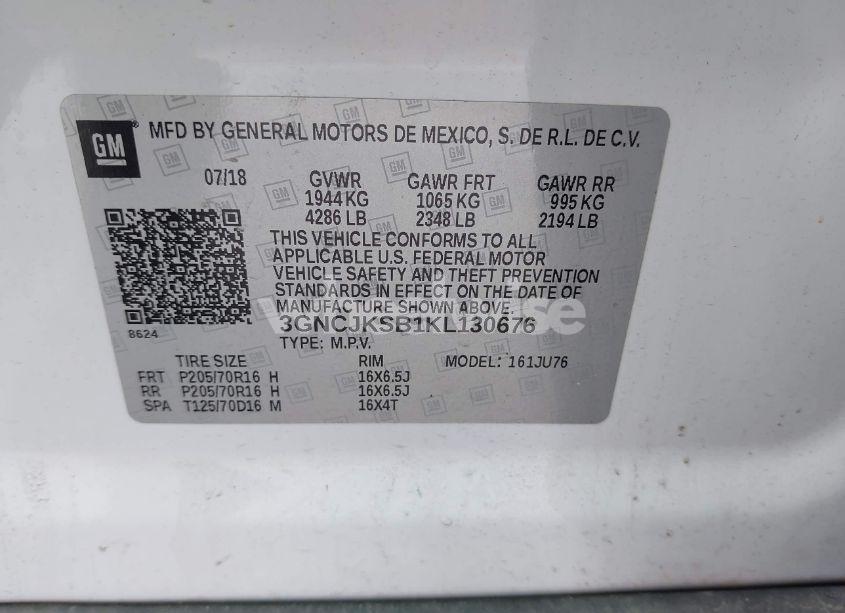 GM® MFD BY GENERAL MOTORS DE MEXICO, S. DE R.L. DE C.V.
07/18 GVWR GAWR FRT GAWR RR
1944 KG 1065 KG 995 KG
4286 LB 2348 LB 2194 LB
THIS VEHICLE CONFORMS TO ALL
APPLICABLE U.S. FEDERAL MOTOR
VEHICLE SAFETY AND THEFT PREVENTION
STANDARDS IN EFFECT ON THE DATE OF
MANUFACTURE SHOWN ABOVE.
8624 3GNCJKSB1KL130676
TYPE: M.P.V.
TIRE SIZE RIM MODEL: 161JU76
FRT P205/70R16 H 16X6.5J
RR P205/70R16 H 16X6.5J
SPA T125/70D16 M 16X4T